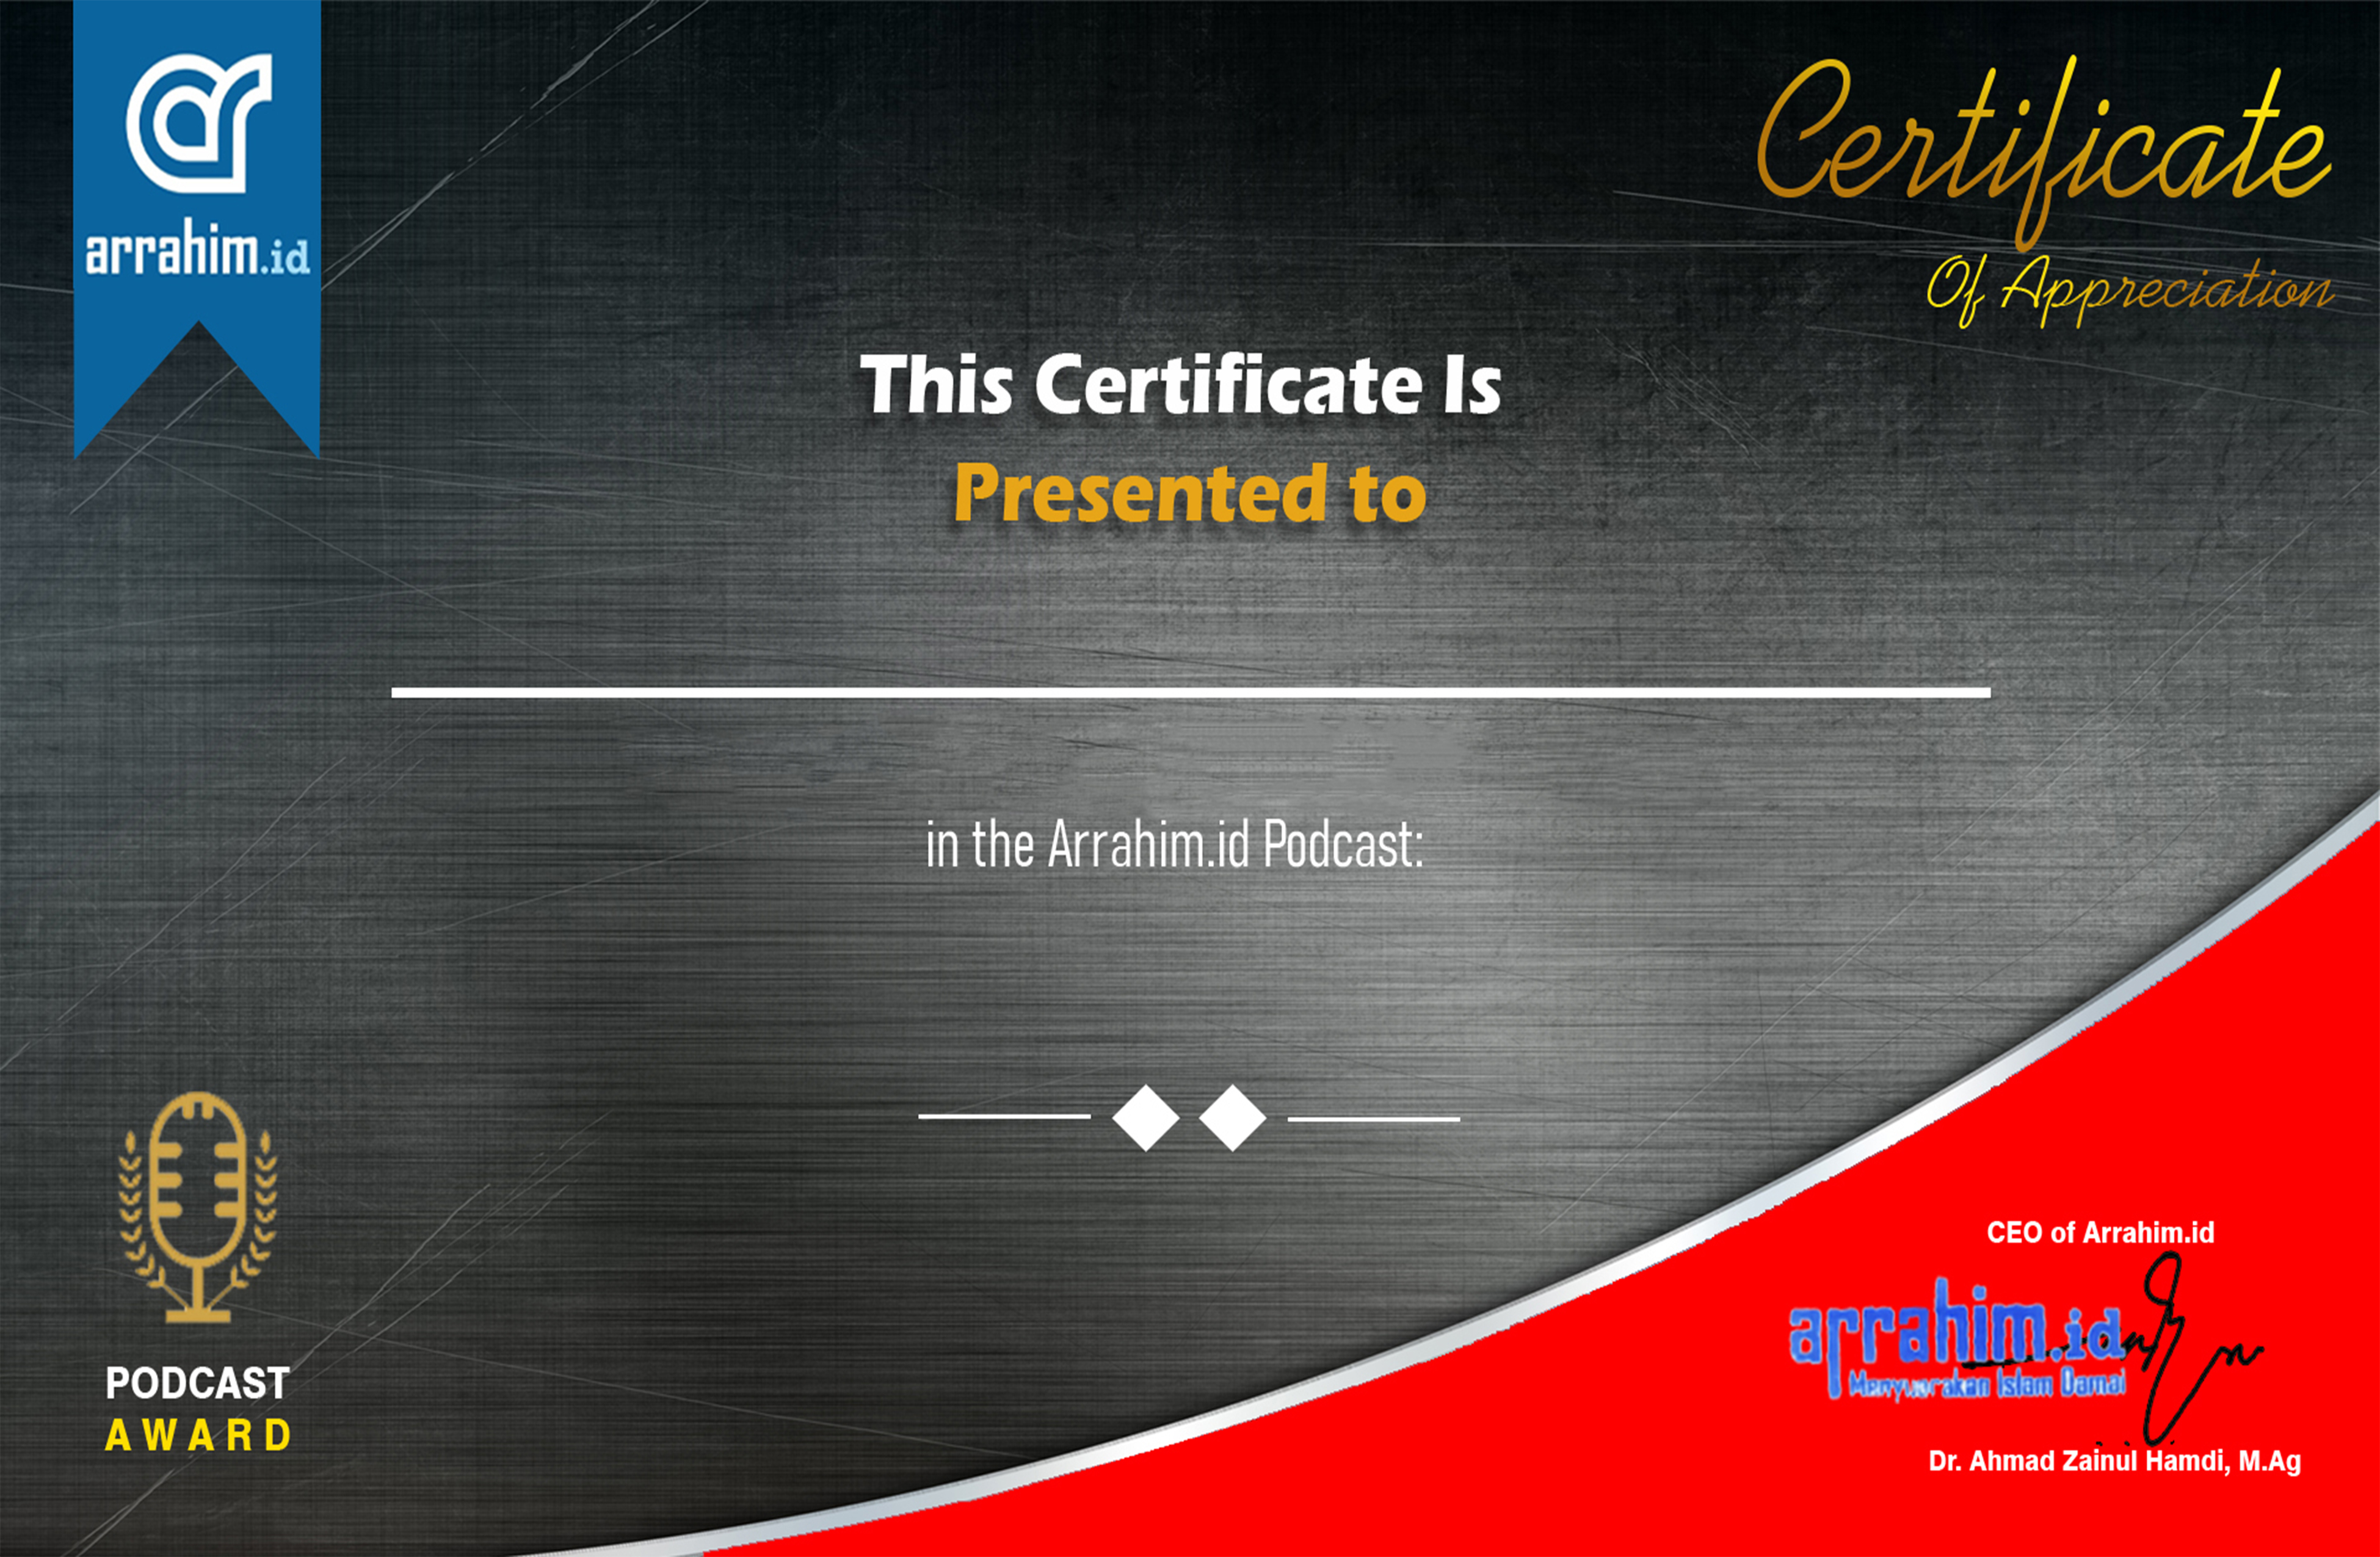 arrahim.id
Certificate
Of Appreciation
This Certificate Is
Presented to
in the Arrahim.id Podcast:
PODCAST
AWARD
CEO of Arrahim.id
arrahim.id
Menyuarakan Islam Damai
Dr. Ahmad Zainul Hamdi, M.Ag